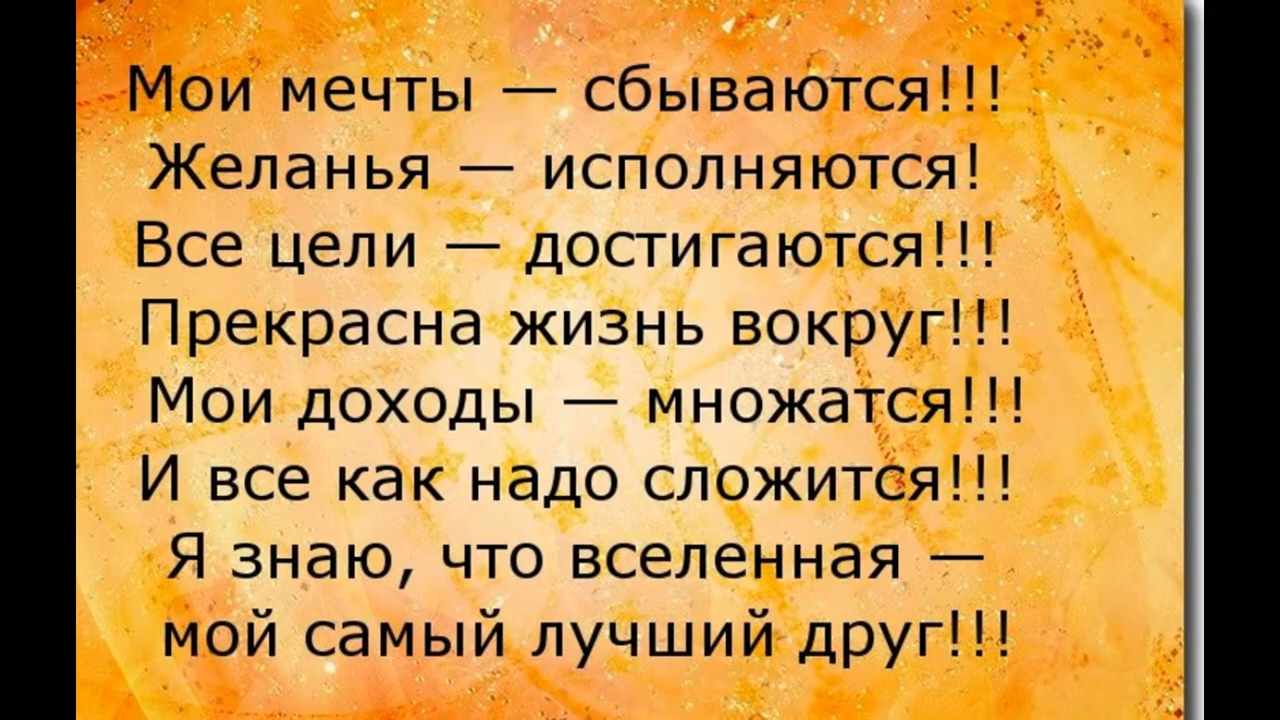 Мои мечты — сбываются!!!
Желанья — исполняются!
Все цели — достигаются!!!
Прекрасна жизнь вокруг!!!
Мои доходы — множатся!!!
И все как надо сложится!!!
Я знаю, что вселенная —
мой самый лучший друг!!!